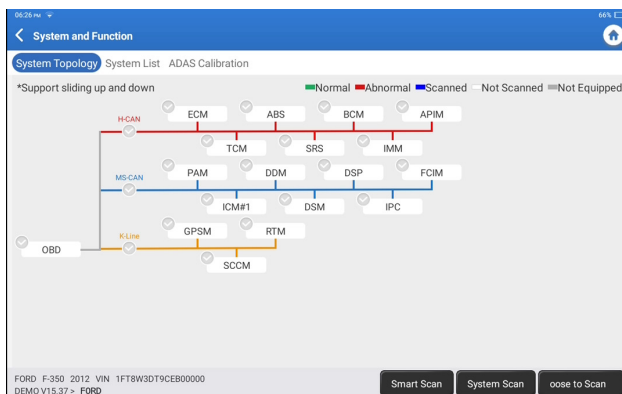 06:26 PM 66%
System and Function
System Topology System List ADAS Calibration
*Support sliding up and down Normal Abnormal Scanned Not Scanned Not Equipped
ECM ABS BCM APIM
H-CAN
TCM SRS IMM
PAM DDM DSP FCIM
MS-CAN
ICM#1 DSM IPC
GPSM RTM
K-Line
OBD
SCCM
FORD F-350 2012 VIN 1FT8W3DT9CEB00000
DEMO V15.37 > FORD
Smart Scan System Scan oose to Scan